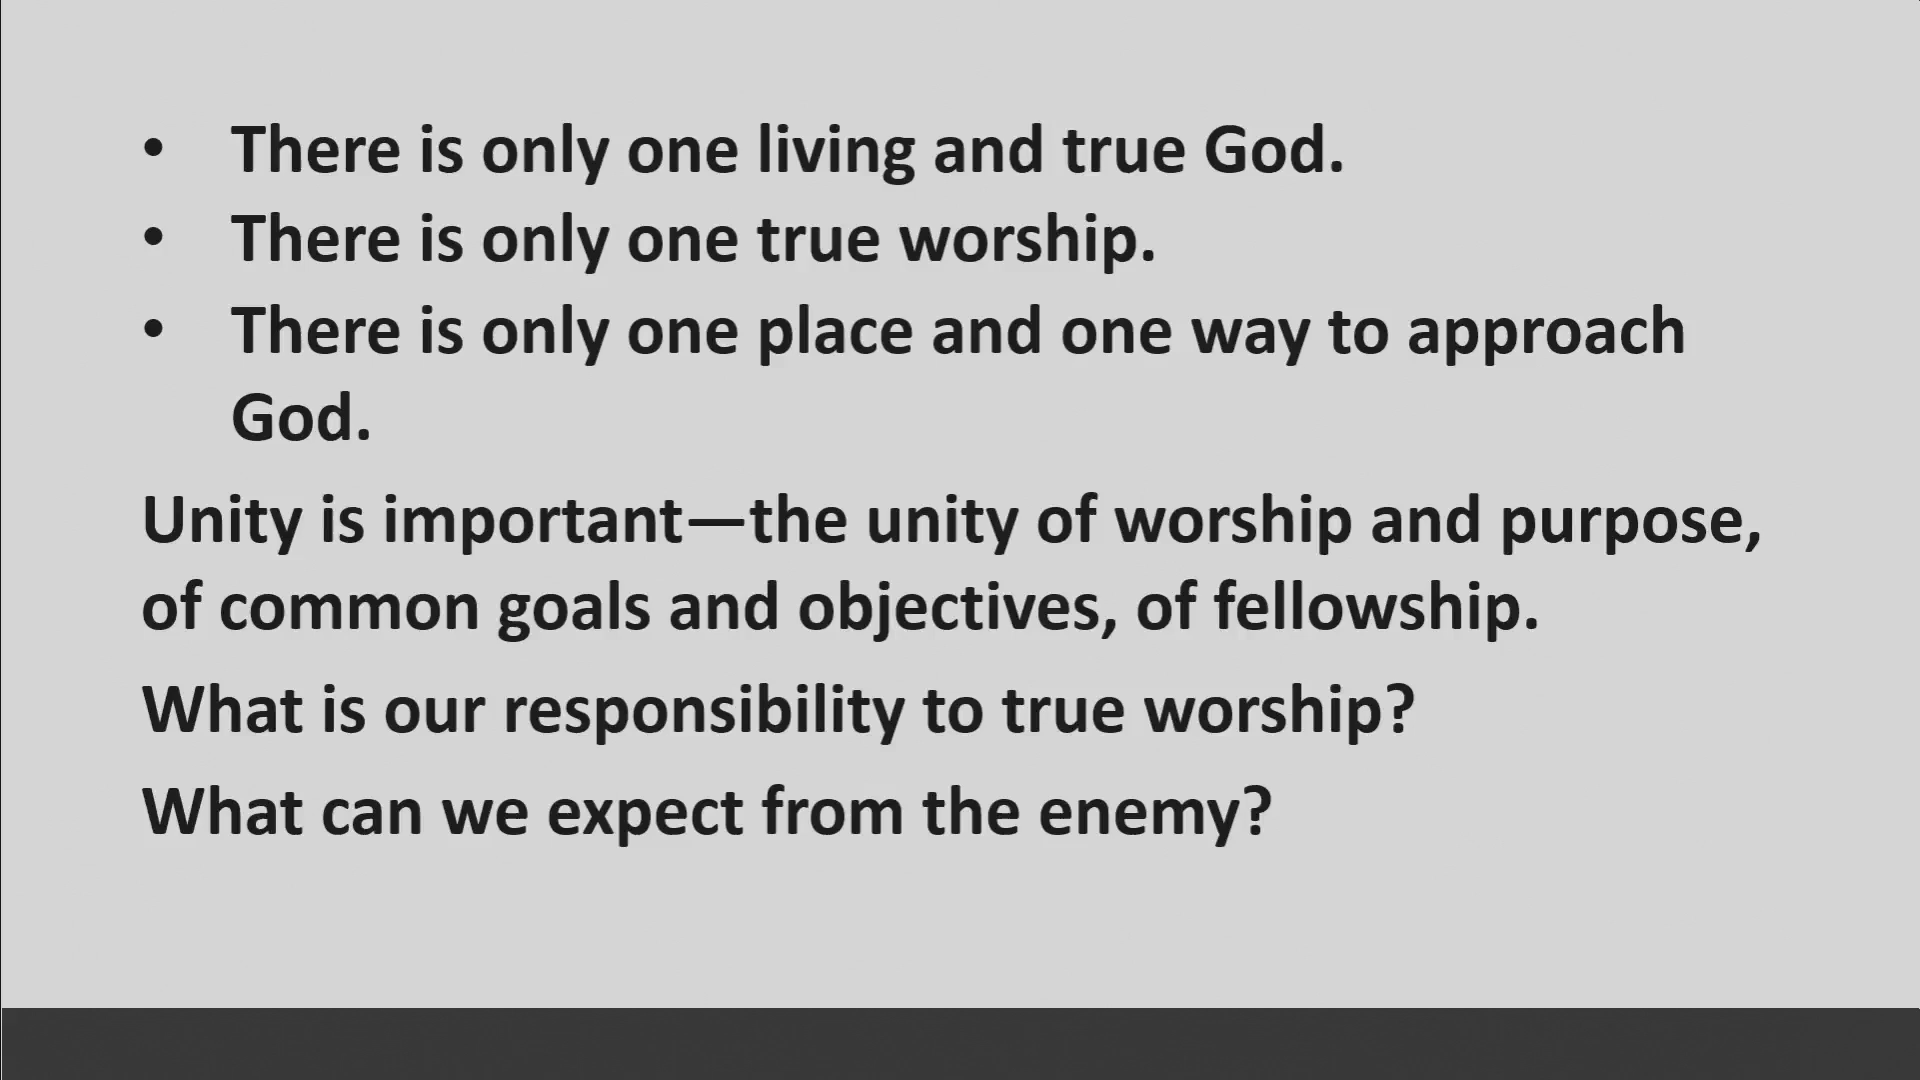 • There is only one living and true God.
• There is only one true worship.
• There is only one place and one way to approach
God.
Unity is important—the unity of worship and purpose,
of common goals and objectives, of fellowship.
What is our responsibility to true worship?
What can we expect from the enemy?